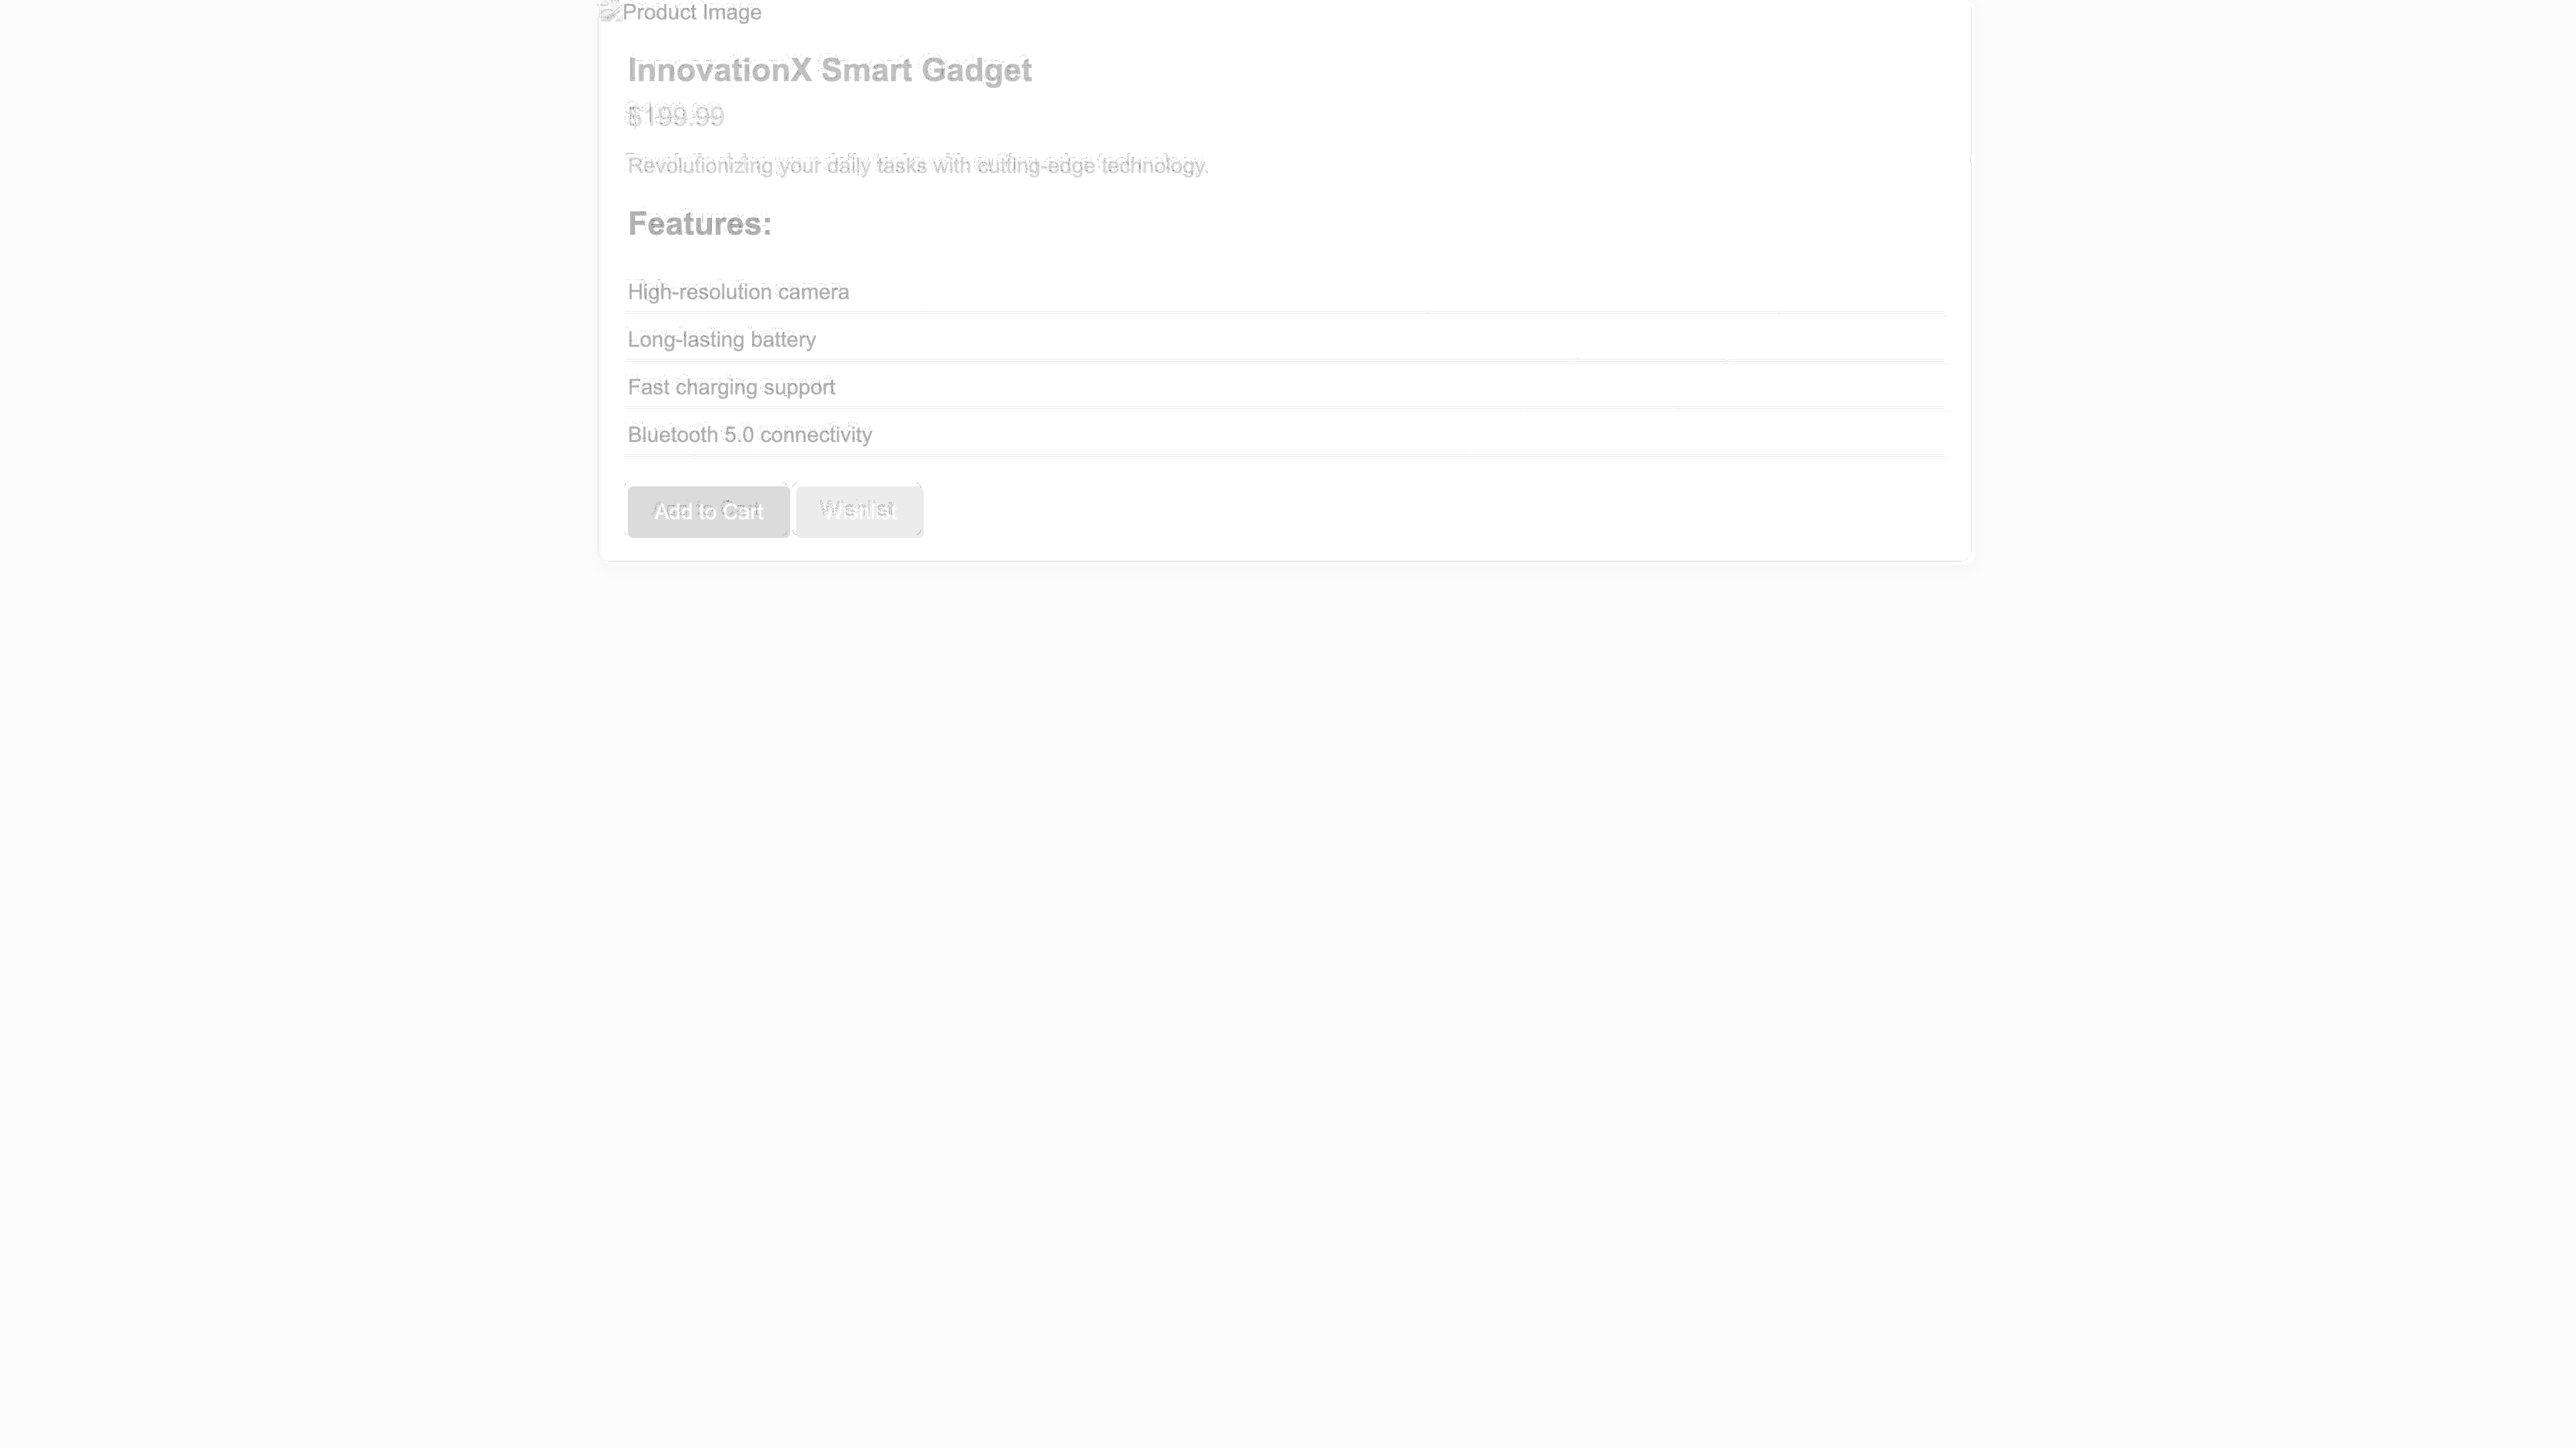 Product Image
InnovationX Smart Gadget
$199.99
Revolutionizing your daily tasks with cutting-edge technology.
Features:
High-resolution camera
Long-lasting battery
Fast charging support
Bluetooth 5.0 connectivity
Add to Cart Wishlist